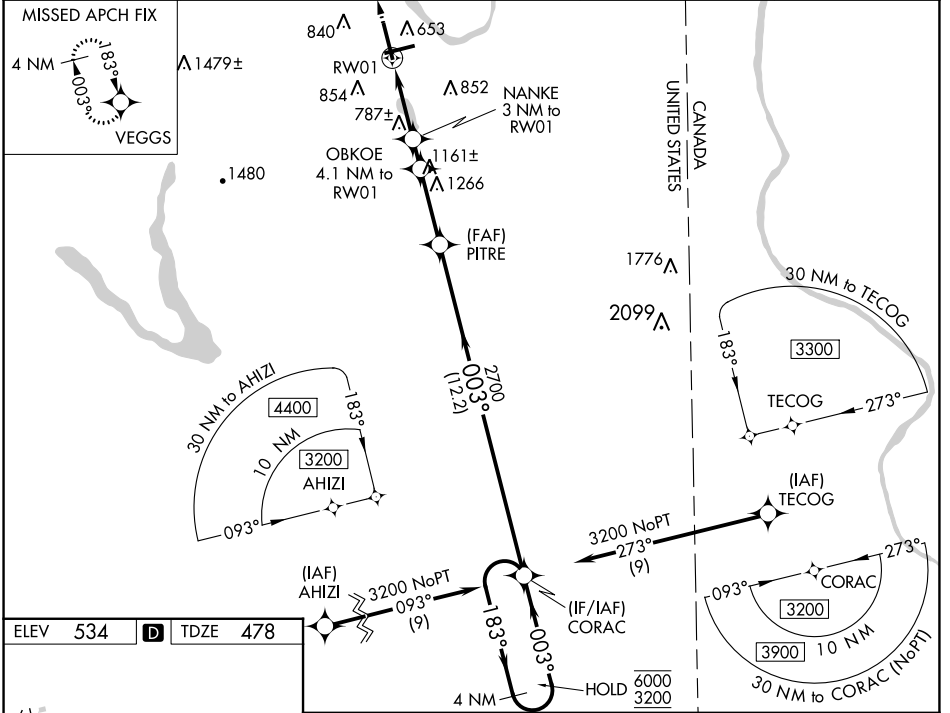 MISSED APCH FIX
4 NM
183°
003°
VEGGS
1479±
840
653
RW01
854
852
787±
NANKE
3 NM to
RW01
OBKOE
4.1 NM to
RW01
1161±
1266
1480
(FAF)
PITRE
CANADA
UNITED STATES
1776
2099
30 NM to TECOG
3300
183°
TECOG
273°
2700
003°
(12.2)
30 NM to AHIZI
4400
183°
10 NM
3200
AHIZI
093°
(IAF)
TECOG
3200 NoPT
273°
(9)
(IAF)
AHIZI
3200 NoPT
093°
(9)
(IF/IAF)
CORAC
183°
003°
4 NM
HOLD
6000
3200
093°
273°
CORAC
3200
10 NM
3900
30 NM to CORAC (NoPT)
ELEV 534 D TDZE 478